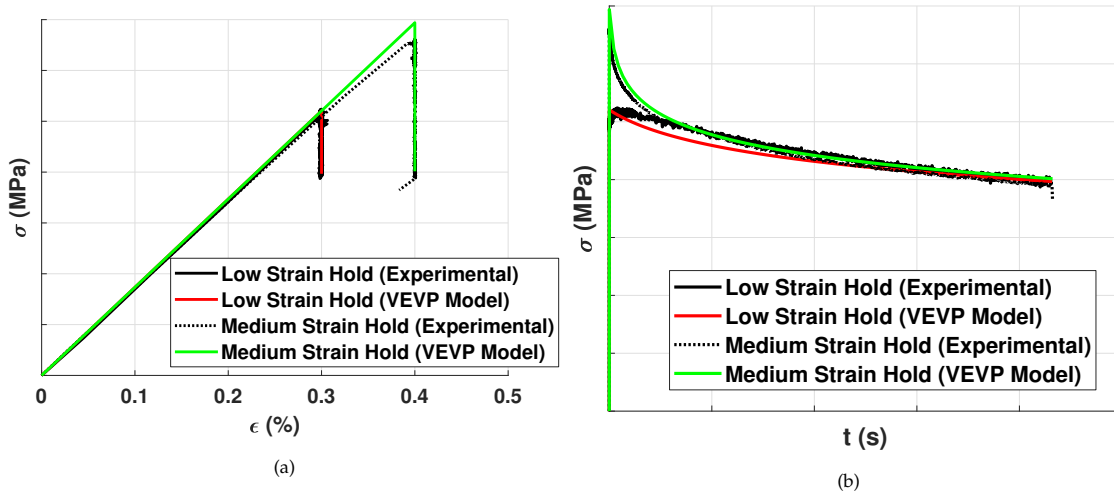 σ (MPa)
Low Strain Hold (Experimental)
Low Strain Hold (VEVP Model)
Medium Strain Hold (Experimental)
Medium Strain Hold (VEVP Model)
0 0.1 0.2 0.3 0.4 0.5
ϵ (%)
(a)
σ (MPa)
Low Strain Hold (Experimental)
Low Strain Hold (VEVP Model)
Medium Strain Hold (Experimental)
Medium Strain Hold (VEVP Model)
t (s)
(b)